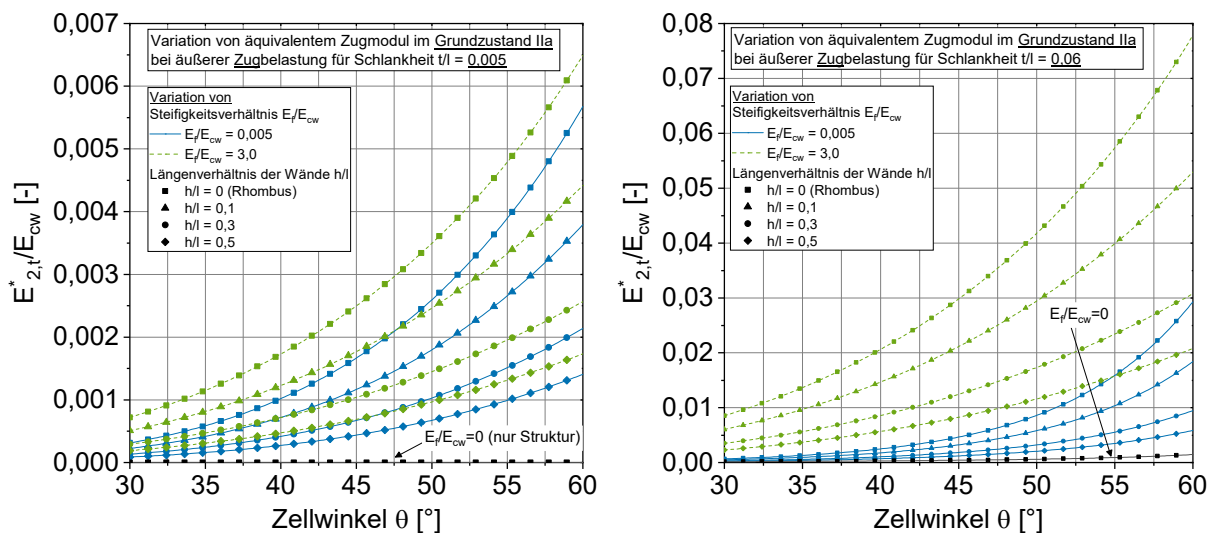 Variation von äquivalentem Zugmodul im Grundzustand IIa
bei äußerer Zugbelastung für Schlankheit t/l = 0,005
Variation von
Steifigkeitsverhältnis Ef/Ecw
Ef/Ecw = 0,005
Ef/Ecw = 3,0
Längenverhältnis der Wände h/l
h/l = 0 (Rhombus)
h/l = 0,1
h/l = 0,3
h/l = 0,5
Ef/Ecw=0 (nur Struktur)
0,007
0,006
0,005
0,004
0,003
0,002
0,001
0,000
E*2,t/Ecw [-]
30 35 40 45 50 55 60
Zellwinkel θ [°]
Variation von äquivalentem Zugmodul im Grundzustand IIa
bei äußerer Zugbelastung für Schlankheit t/l = 0,06
Variation von
Steifigkeitsverhältnis Ef/Ecw
Ef/Ecw = 0,005
Ef/Ecw = 3,0
Längenverhältnis der Wände h/l
h/l = 0 (Rhombus)
h/l = 0,1
h/l = 0,3
h/l = 0,5
Ef/Ecw=0
0,08
0,07
0,06
0,05
0,04
0,03
0,02
0,01
0,00
E*2,t/Ecw [-]
30 35 40 45 50 55 60
Zellwinkel θ [°]